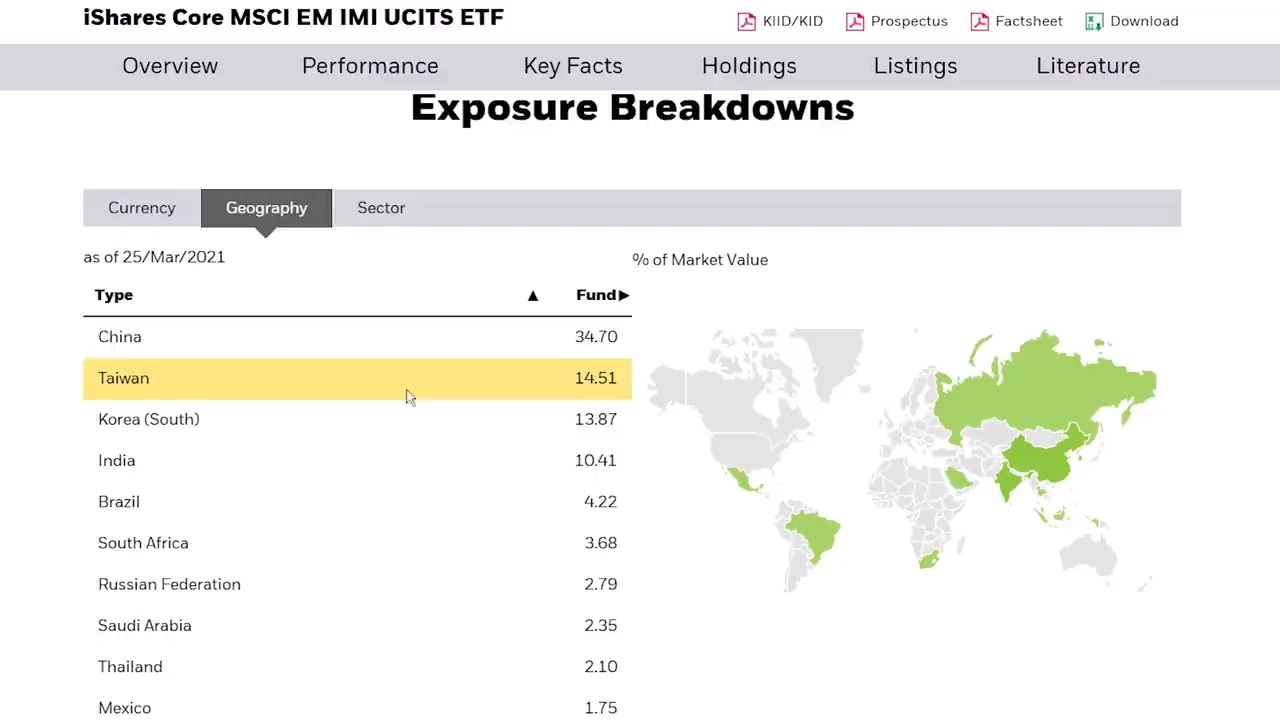 iShares Core MSCI EM IMI UCITS ETF
KIID/KID Prospectus Factsheet Download
Overview Performance Key Facts Holdings Listings Literature
Exposure Breakdowns
Currency Geography Sector
as of 25/Mar/2021
% of Market Value
Type ▲ Fund▶
China 34.70
Taiwan 14.51
Korea (South) 13.87
India 10.41
Brazil 4.22
South Africa 3.68
Russian Federation 2.79
Saudi Arabia 2.35
Thailand 2.10
Mexico 1.75